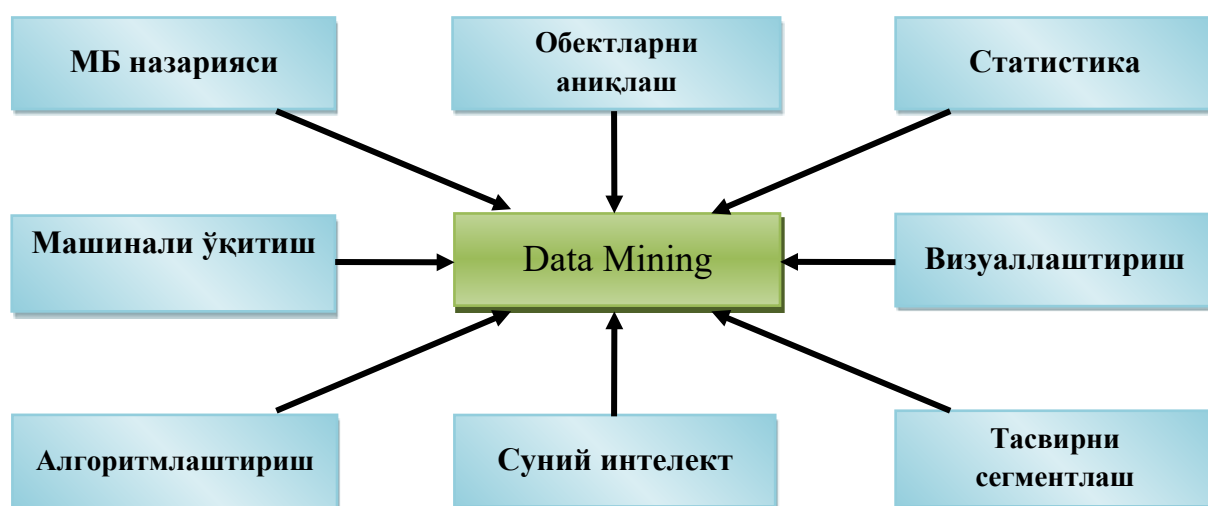 МБ назарияси
Обектларни
аниқлаш
Статистика
Машинали ўқитиш
Data Mining
Визуаллаштириш
Алгоритмлаштириш
Суний интелект
Тасвирни
сегментлаш